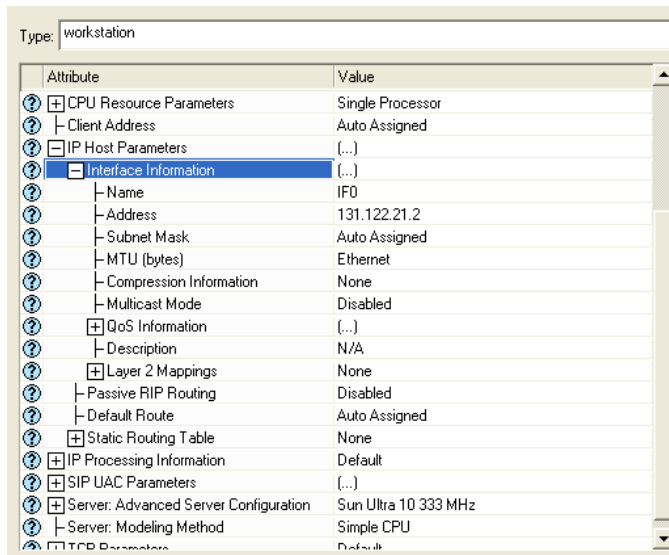 Type: workstation
Attribute Value
CPU Resource Parameters Single Processor
Client Address Auto Assigned
IP Host Parameters (...)
Interface Information (...)
Name IF0
Address 131.122.21.2
Subnet Mask Auto Assigned
MTU (bytes) Ethernet
Compression Information None
Multicast Mode Disabled
QoS Information (...)
Description N/A
Layer 2 Mappings None
Passive RIP Routing Disabled
Default Route Auto Assigned
Static Routing Table None
IP Processing Information Default
SIP UAC Parameters (...)
Server: Advanced Server Configuration Sun Ultra 10 333 MHz
Server: Modeling Method Simple CPU
TCP Parameters Default